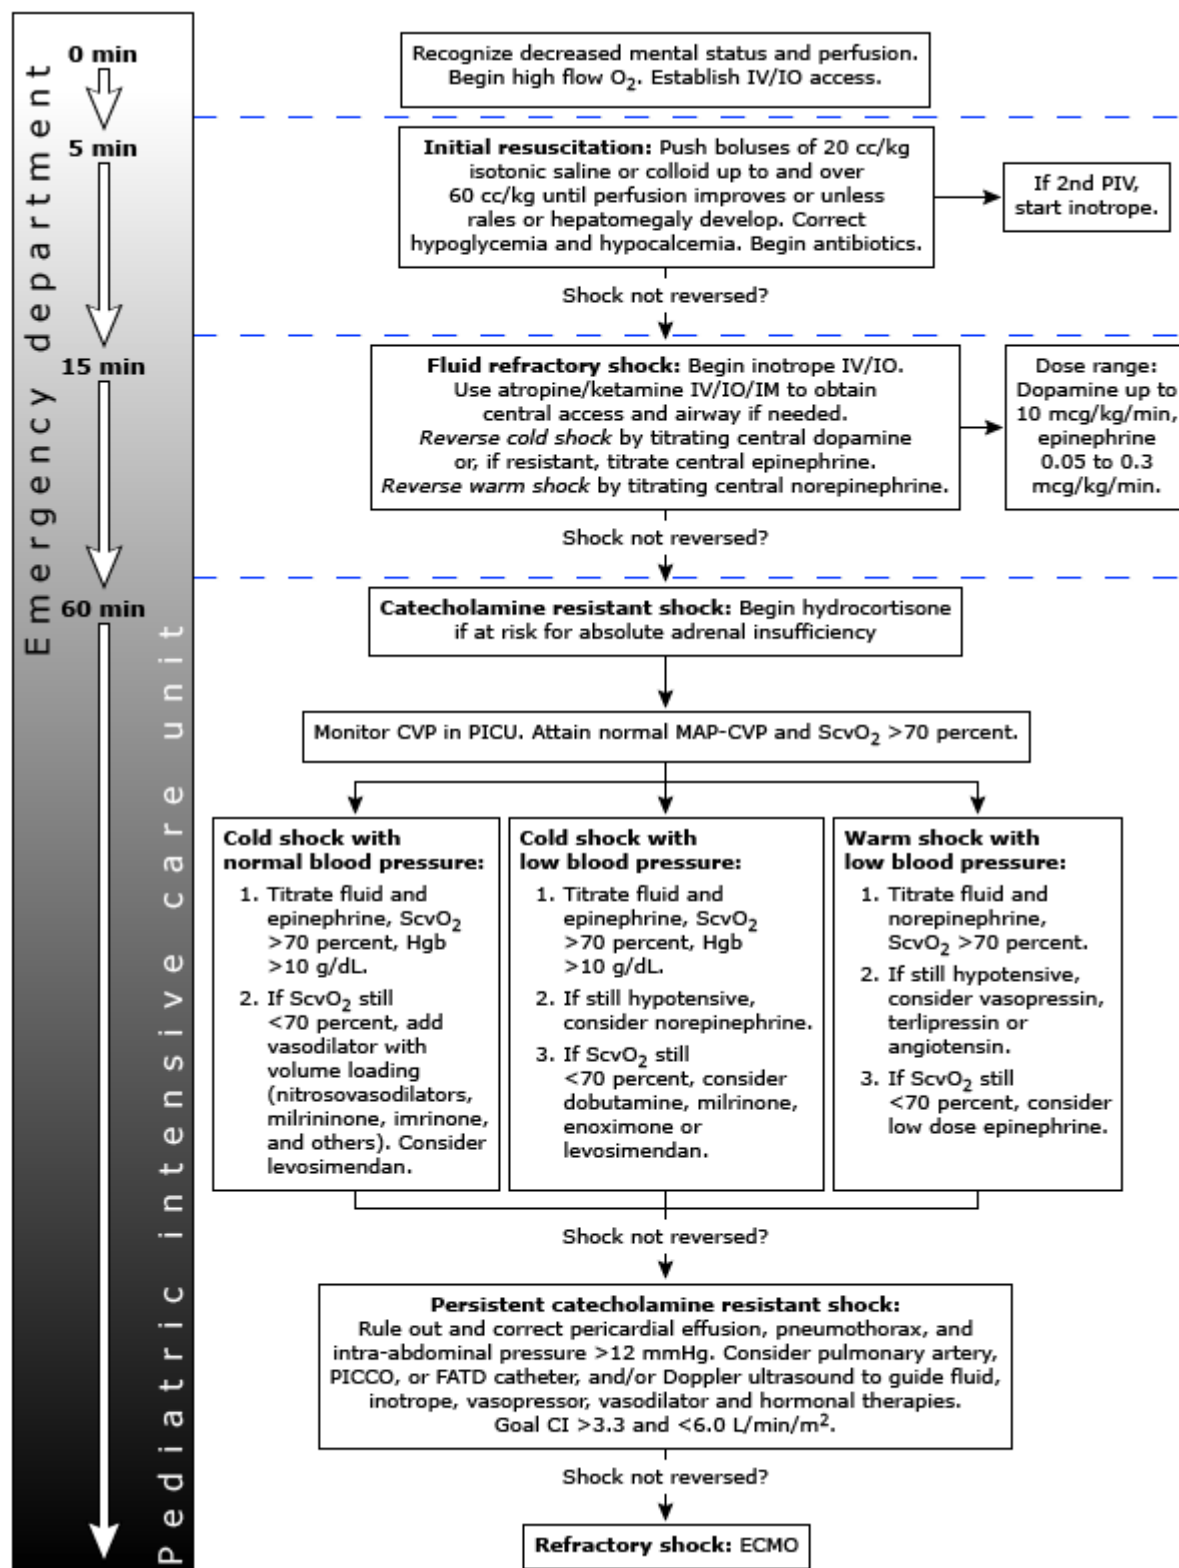 Emergency department
Pediatric intensive care unit
0 min
5 min
15 min
60 min
Recognize decreased mental status and perfusion.
Begin high flow O2. Establish IV/IO access.
Initial resuscitation: Push boluses of 20 cc/kg
isotonic saline or colloid up to and over
60 cc/kg until perfusion improves or unless
rales or hepatomegaly develop. Correct
hypoglycemia and hypocalcemia. Begin antibiotics.
If 2nd PIV,
start inotrope.
Shock not reversed?
Fluid refractory shock: Begin inotrope IV/IO.
Use atropine/ketamine IV/IO/IM to obtain
central access and airway if needed.
Reverse cold shock by titrating central dopamine
or, if resistant, titrate central epinephrine.
Reverse warm shock by titrating central norepinephrine.
Dose range:
Dopamine up to
10 mcg/kg/min,
epinephrine
0.05 to 0.3
mcg/kg/min.
Shock not reversed?
Catecholamine resistant shock: Begin hydrocortisone
if at risk for absolute adrenal insufficiency
Monitor CVP in PICU. Attain normal MAP-CVP and ScvO2 >70 percent.
Cold shock with
normal blood pressure:
1. Titrate fluid and
epinephrine, ScvO2
>70 percent, Hgb
>10 g/dL.
2. If ScvO2 still
<70 percent, add
vasodilator with
volume loading
(nitrosovasodilators,
milrininone, imrinone,
and others). Consider
levosimendan.
Cold shock with
low blood pressure:
1. Titrate fluid and
epinephrine, ScvO2
>70 percent, Hgb
>10 g/dL.
2. If still hypotensive,
consider norepinephrine.
3. If ScvO2 still
<70 percent, consider
dobutamine, milrinone,
enoximone or
levosimendan.
Warm shock with
low blood pressure:
1. Titrate fluid and
norepinephrine,
ScvO2 >70 percent.
2. If still hypotensive,
consider vasopressin,
terlipressin or
angiotensin.
3. If ScvO2 still
<70 percent, consider
low dose epinephrine.
Shock not reversed?
Persistent catecholamine resistant shock:
Rule out and correct pericardial effusion, pneumothorax, and
intra-abdominal pressure >12 mmHg. Consider pulmonary artery,
PICCO, or FATD catheter, and/or Doppler ultrasound to guide fluid,
inotrope, vasopressor, vasodilator and hormonal therapies.
Goal CI >3.3 and <6.0 L/min/m2.
Shock not reversed?
Refractory shock: ECMO